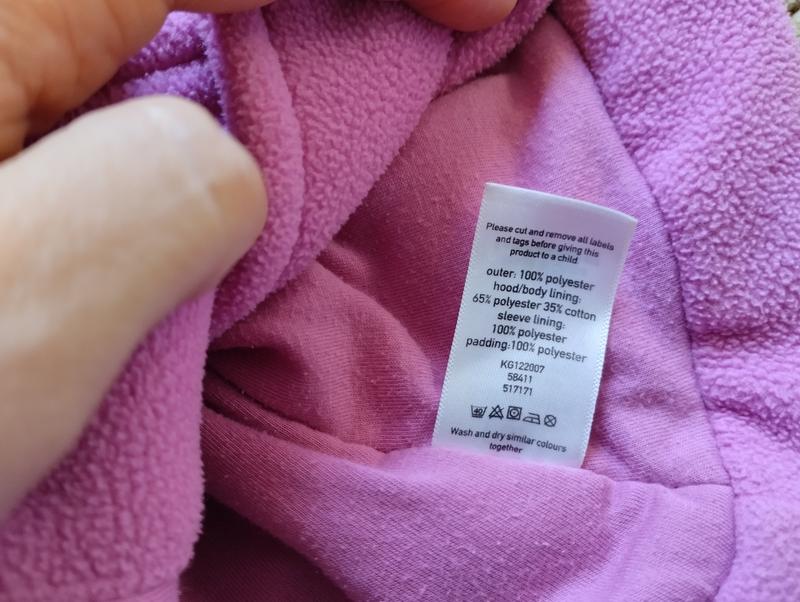 Please cut and remove all labels
and tags before giving this
product to a child
outer: 100% polyester
hood/body lining:
65% polyester 35% cotton
sleeve lining:
100% polyester
padding:100% polyester
KG122007
58411
517171
40
Wash and dry similar colours
together